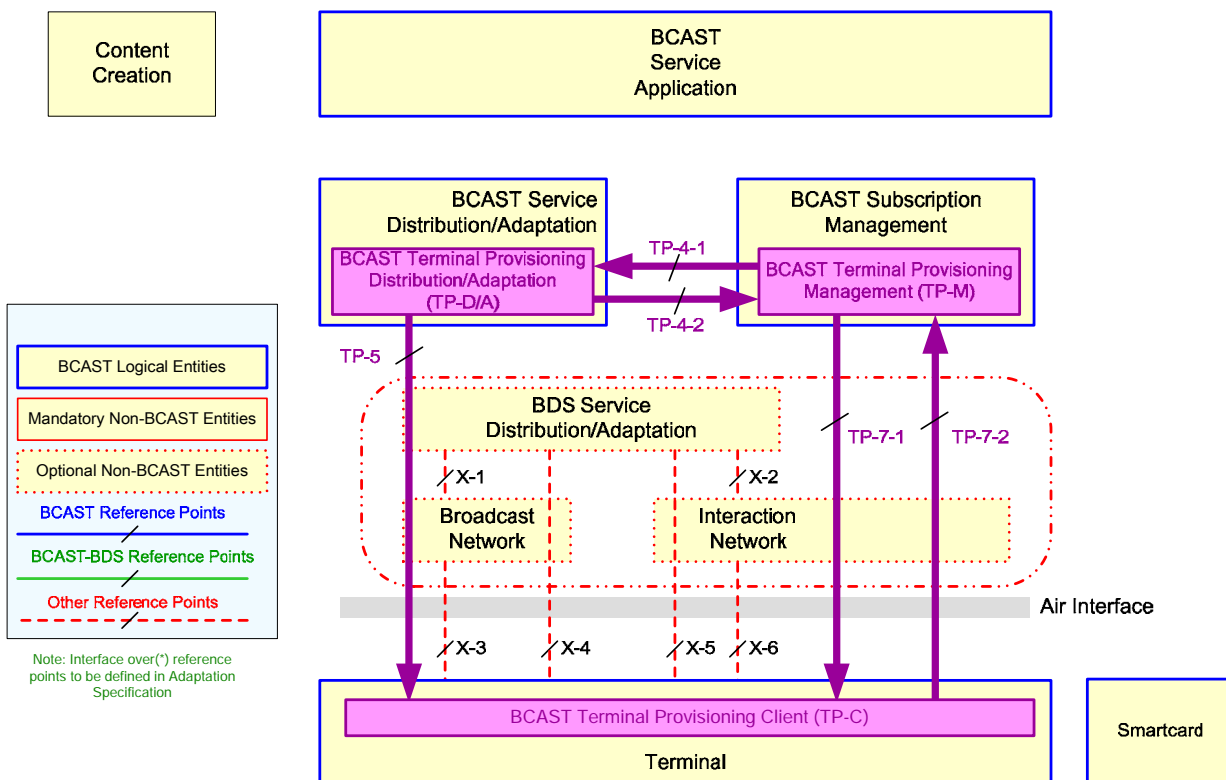 Content
Creation
BCAST
Service
Application
BCAST Service
Distribution/Adaptation
BCAST Subscription
Management
BCAST Terminal Provisioning
Distribution/Adaptation
(TP-D/A)
TP-4-1
TP-4-2
BCAST Terminal Provisioning
Management (TP-M)
TP-5
BDS Service
Distribution/Adaptation
TP-7-1
TP-7-2
X-1
X-2
Broadcast
Network
Interaction
Network
Air Interface
X-3
X-4
X-5
X-6
BCAST Terminal Provisioning Client (TP-C)
Terminal
Smartcard
BCAST Logical Entities
Mandatory Non-BCAST Entities
Optional Non-BCAST Entities
BCAST Reference Points
BCAST-BDS Reference Points
Other Reference Points
Note: Interface over(*) reference
points to be defined in Adaptation
Specification